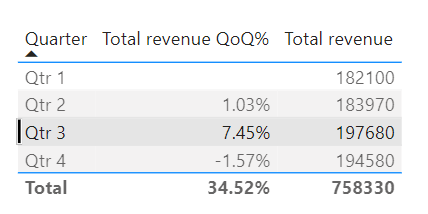 Quarter Total revenue QoQ% Total revenue
Qtr 1 182100
Qtr 2 1.03% 183970
Qtr 3 7.45% 197680
Qtr 4 -1.57% 194580
Total 34.52% 758330